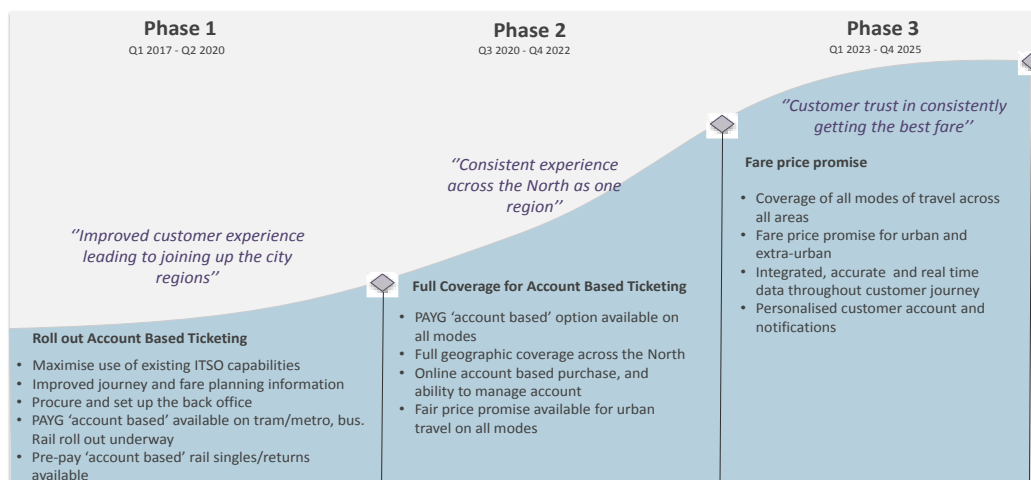 Phase 1
Q1 2017 - Q2 2020
Phase 2
Q3 2020 - Q4 2022
Phase 3
Q1 2023 - Q4 2025
‘’Improved customer experience
leading to joining up the city
regions’’
‘’Consistent experience
across the North as one
region’’
‘’Customer trust in consistently
getting the best fare’’
Roll out Account Based Ticketing
• Maximise use of existing ITSO capabilities
• Improved journey and fare planning information
• Procure and set up the back office
• PAYG ‘account based’ available on tram/metro, bus.
Rail roll out underway
• Pre-pay ‘account based’ rail singles/returns
available
Full Coverage for Account Based Ticketing
• PAYG ‘account based’ option available on
all modes
• Full geographic coverage across the North
• Online account based purchase, and
ability to manage account
• Fair price promise available for urban
travel on all modes
Fare price promise
• Coverage of all modes of travel across
all areas
• Fare price promise for urban and
extra-urban
• Integrated, accurate and real time
data throughout customer journey
• Personalised customer account and
notifications